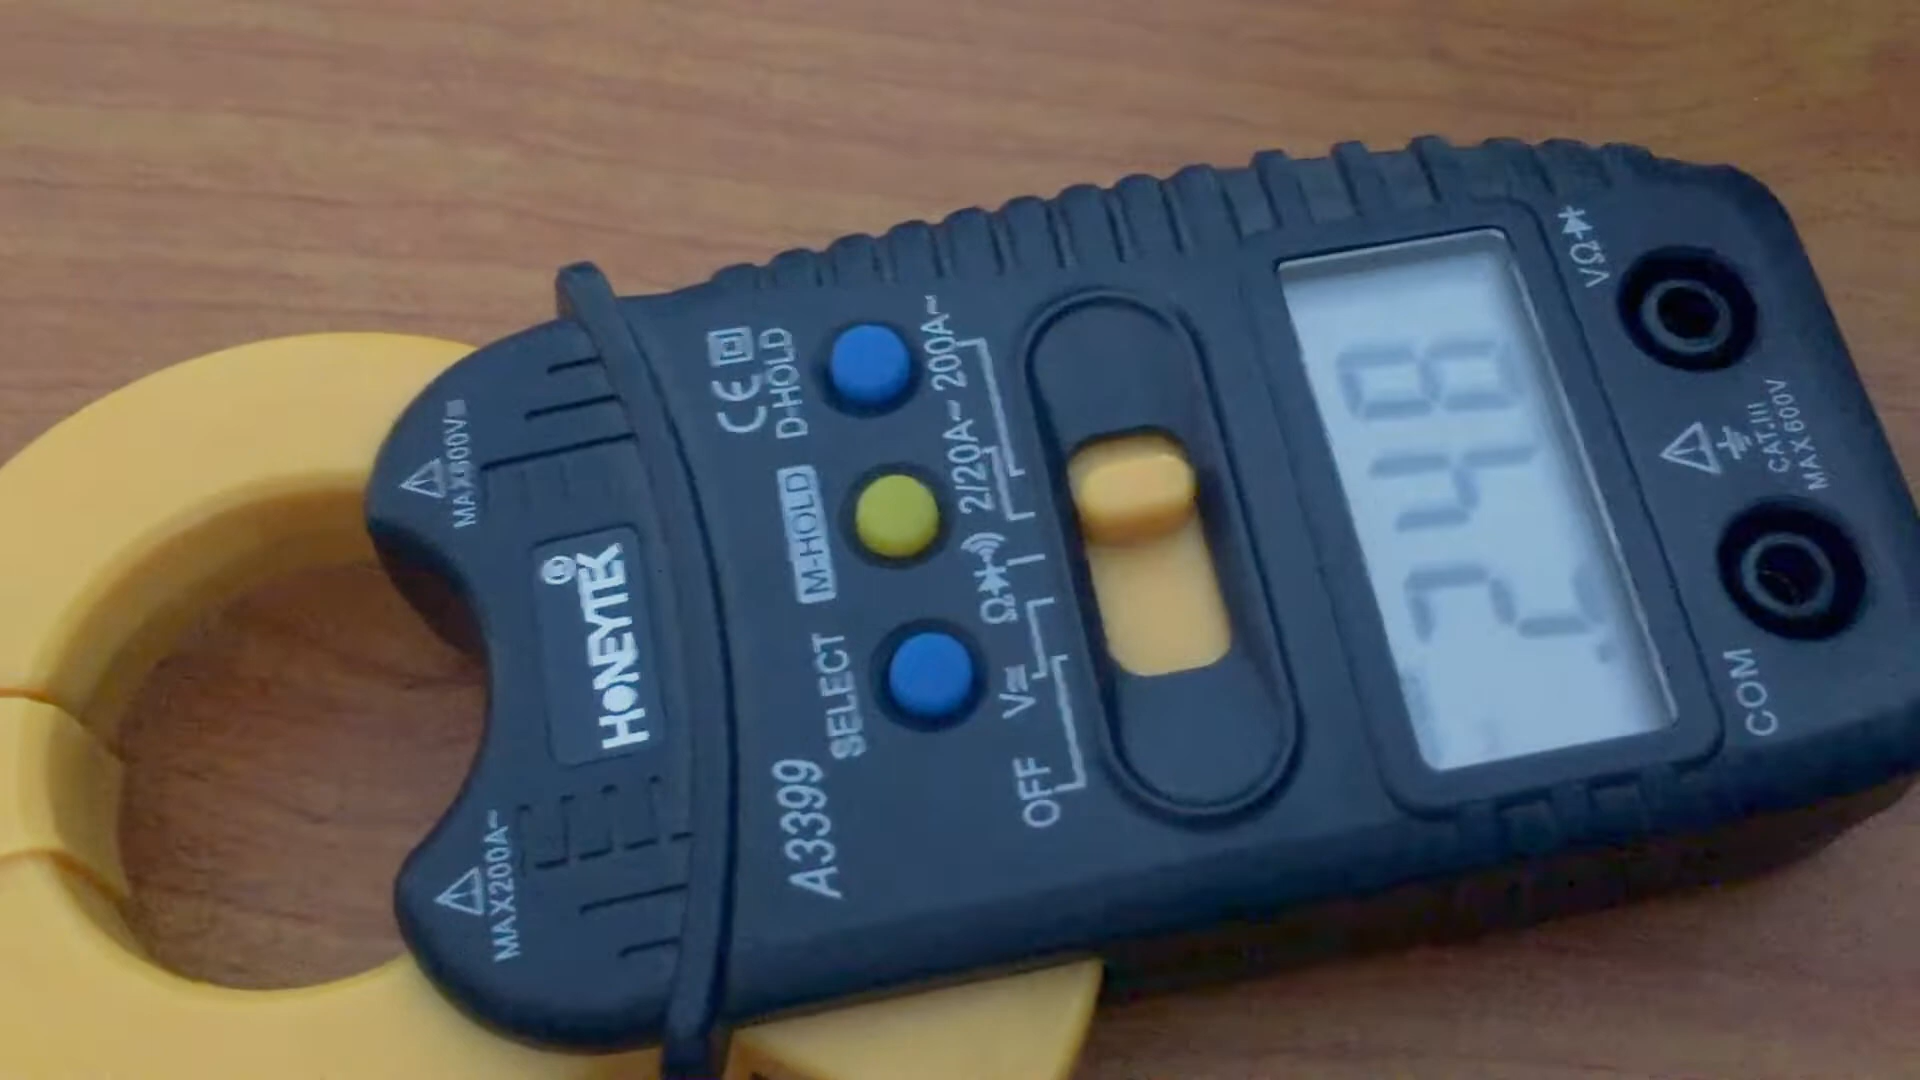 MAX200A~
MAX600V≂
HONEYTEK®
A3399 CE
SELECT M-HOLD D-HOLD
OFF V≂ Ω 2/20A~ 200A~
.248
COM
CAT.III
MAX 600V
VΩ